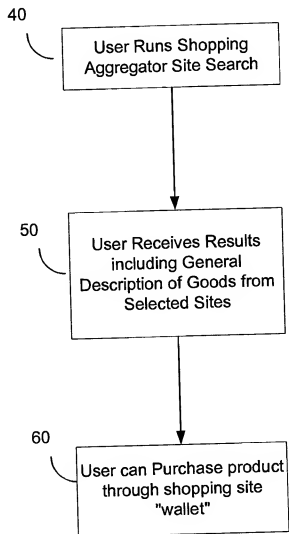 40
User Runs Shopping
Aggregator Site Search
50
User Receives Results
including General
Description of Goods from
Selected Sites
60
User can Purchase product
through shopping site
"wallet"